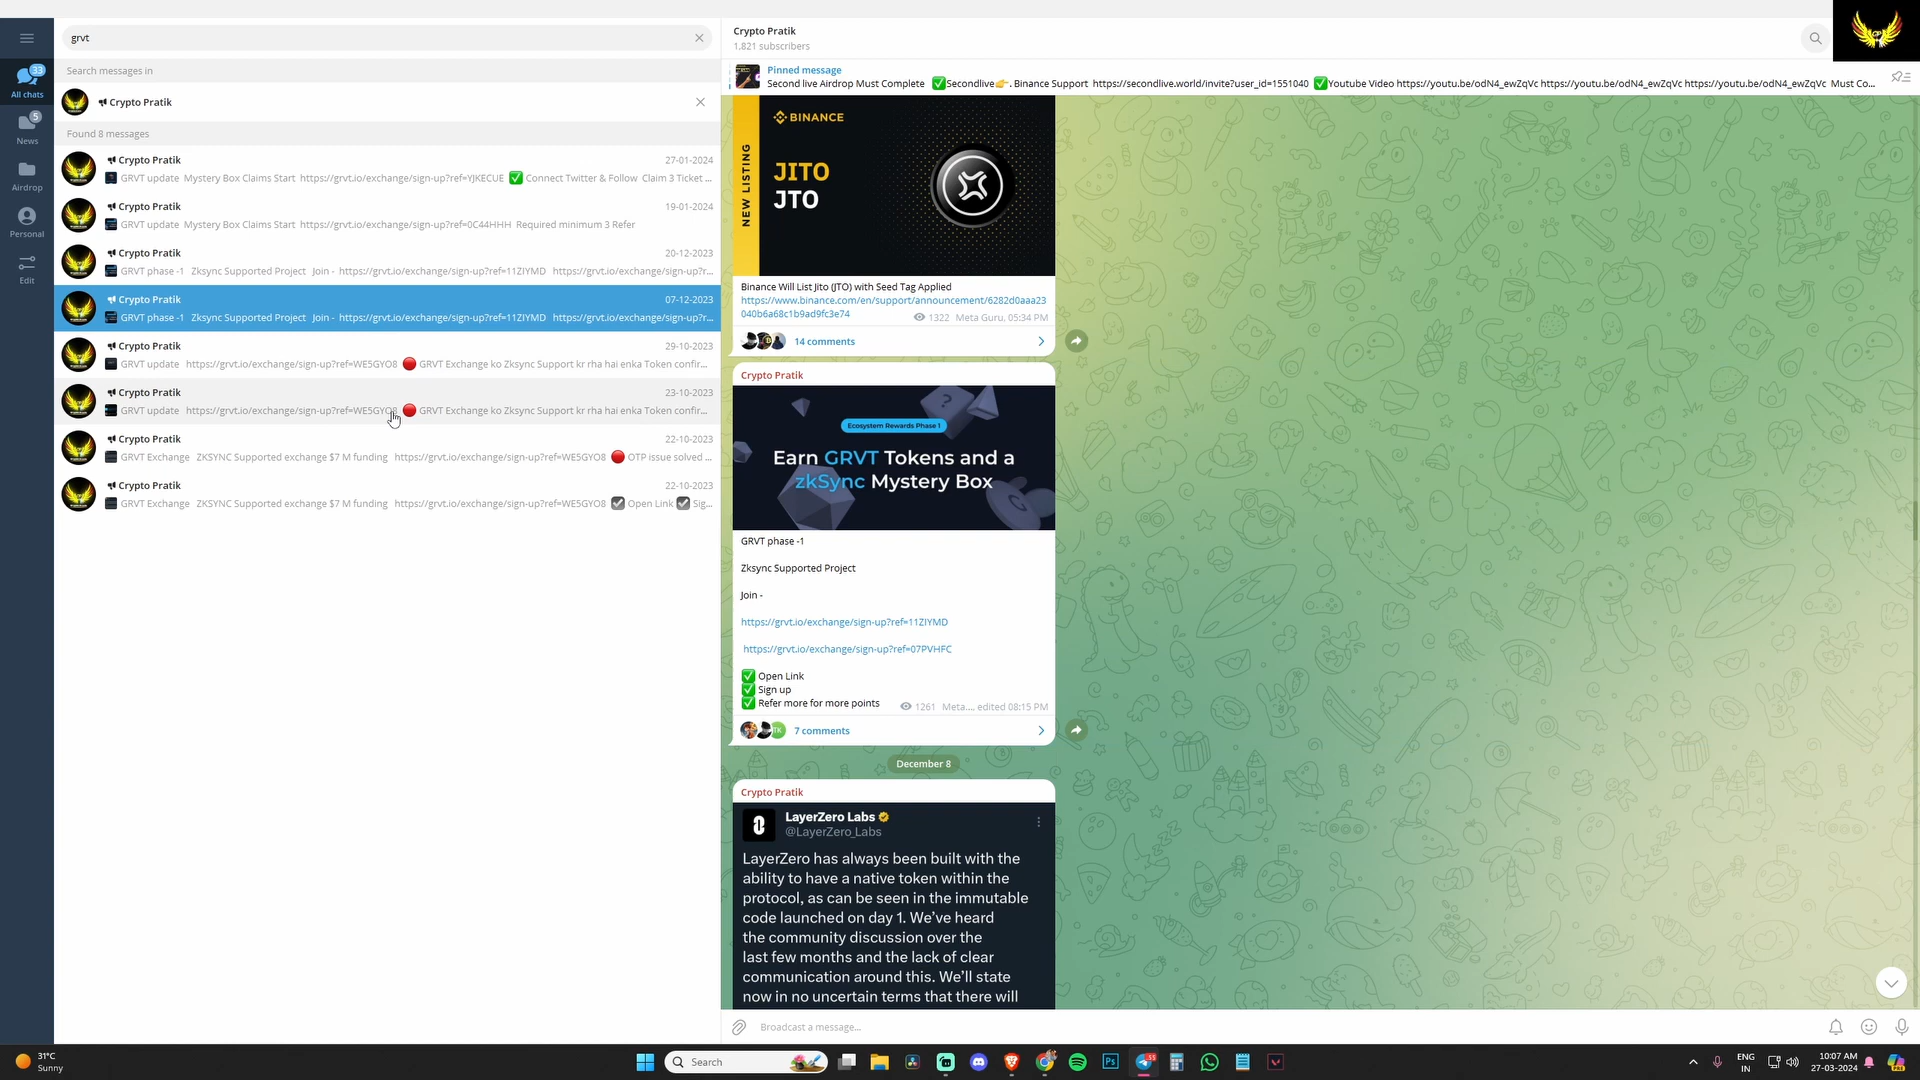 grvt
Search messages in
Crypto Pratik
Found 8 messages
Crypto Pratik 27-01-2024
GRVT update Mystery Box Claims Start https://grvt.io/exchange/sign-up?ref=YJKECUE ✅ Connect Twitter & Follow Claim 3 Ticket ...
Crypto Pratik 19-01-2024
GRVT update Mystery Box Claims Start https://grvt.io/exchange/sign-up?ref=0C44HHH Required minimum 3 Refer
Crypto Pratik 20-12-2023
GRVT phase -1 Zksync Supported Project Join - https://grvt.io/exchange/sign-up?ref=11ZIYMD https://grvt.io/exchange/sign-up?r...
Crypto Pratik 07-12-2023
GRVT phase -1 Zksync Supported Project Join - https://grvt.io/exchange/sign-up?ref=11ZIYMD https://grvt.io/exchange/sign-up?r...
Crypto Pratik 29-10-2023
GRVT update https://grvt.io/exchange/sign-up?ref=WE5GYO8 🔴 GRVT Exchange ko Zksync Support kr rha hai enka Token confir...
Crypto Pratik 23-10-2023
GRVT update https://grvt.io/exchange/sign-up?ref=WE5GYO8 🔴 GRVT Exchange ko Zksync Support kr rha hai enka Token confir...
Crypto Pratik 22-10-2023
GRVT Exchange ZKSYNC Supported exchange $7 M funding https://grvt.io/exchange/sign-up?ref=WE5GYO8 🔴 OTP issue solved ...
Crypto Pratik 22-10-2023
GRVT Exchange ZKSYNC Supported exchange $7 M funding https://grvt.io/exchange/sign-up?ref=WE5GYO8 ☑ Open Link ☑ Sig...
33
All chats
5
News
Airdrop
Personal
Edit
Crypto Pratik
1,821 subscribers
Pinned message
Second live Airdrop Must Complete ✅Secondlive👉. Binance Support https://secondlive.world/invite?user_id=1551040 ✅Youtube Video https://youtu.be/odN4_ewZqVc https://youtu.be/odN4_ewZqVc https://youtu.be/odN4_ewZqVc Must Co...
NEW LISTING
BINANCE
JITO
JTO
Binance Will List Jito (JTO) with Seed Tag Applied
https://www.binance.com/en/support/announcement/6282d0aaa23
040b6a68c1b9ad9fc3e74 1322 Meta Guru, 05:34 PM
14 comments
Crypto Pratik
Ecosystem Rewards Phase 1
Earn GRVT Tokens and a
zkSync Mystery Box
GRVT phase -1
Zksync Supported Project
Join -
https://grvt.io/exchange/sign-up?ref=11ZIYMD
https://grvt.io/exchange/sign-up?ref=07PVHFC
✅ Open Link
✅ Sign up
✅ Refer more for more points 1261 Meta.... edited 08:15 PM
TK
7 comments
December 8
Crypto Pratik
LayerZero Labs
@LayerZero_Labs
LayerZero has always been built with the
ability to have a native token within the
protocol, as can be seen in the immutable
code launched on day 1. We've heard
the community discussion over the
last few months and the lack of clear
communication around this. We'll state
now in no uncertain terms that there will
Broadcast a message...
31°C
Sunny
Search
Ps
ENG
IN
10:07 AM
27-03-2024